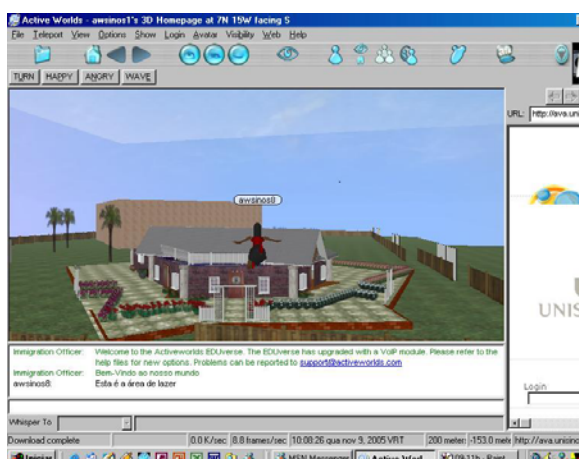 Active Worlds - awsinos1's 3D Homepage at 7N 15W facing S
File Teleport View Options Show Login Avatar Visibility Web Help
TURN HAPPY ANGRY WAVE
URL: http://ava.unisi
awsinos8
UNIS
Immigration Officer: Welcome to the Activeworlds EDUverse. The EDUverse has upgraded with a VoIP module. Please refer to the
help files for new options. Problems can be reported to support@activeworlds.com
Immigration Officer: Bem-Vindo ao nosso mundo
awsinos8: Esta é a área de lazer
Login
Whisper To
Download complete 0.0 K/sec 8.8 frames/sec 10:08:26 qua nov 9, 2005 VRT 200 meters -153.0 mete http://ava.unisino
Iniciar MSN Messenger Active Worl 09-11h - Paint